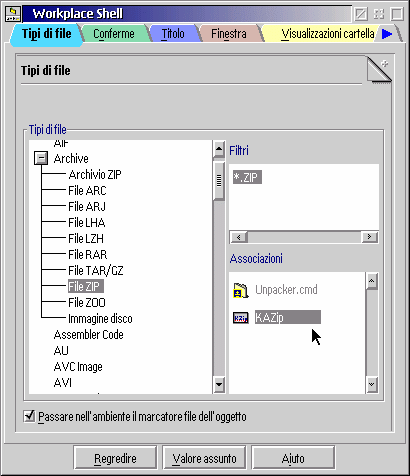 Workplace Shell
Tipi di file
Conferme
Titolo
Finestra
Visualizzazioni cartella
Tipi di file
Tipi di file
AIF
Archive
Archivio ZIP
File ARC
File ARJ
File LHA
File LZH
File RAR
File TAR/GZ
File ZIP
File ZOO
Immagine disco
Assembler Code
AU
AVC Image
AVI
Filtri
*.ZIP
Associazioni
Unpacker.cmd
KAZip
KAZip
Passare nell'ambiente il marcatore file dell'oggetto
Regredire
Valore assunto
Aiuto